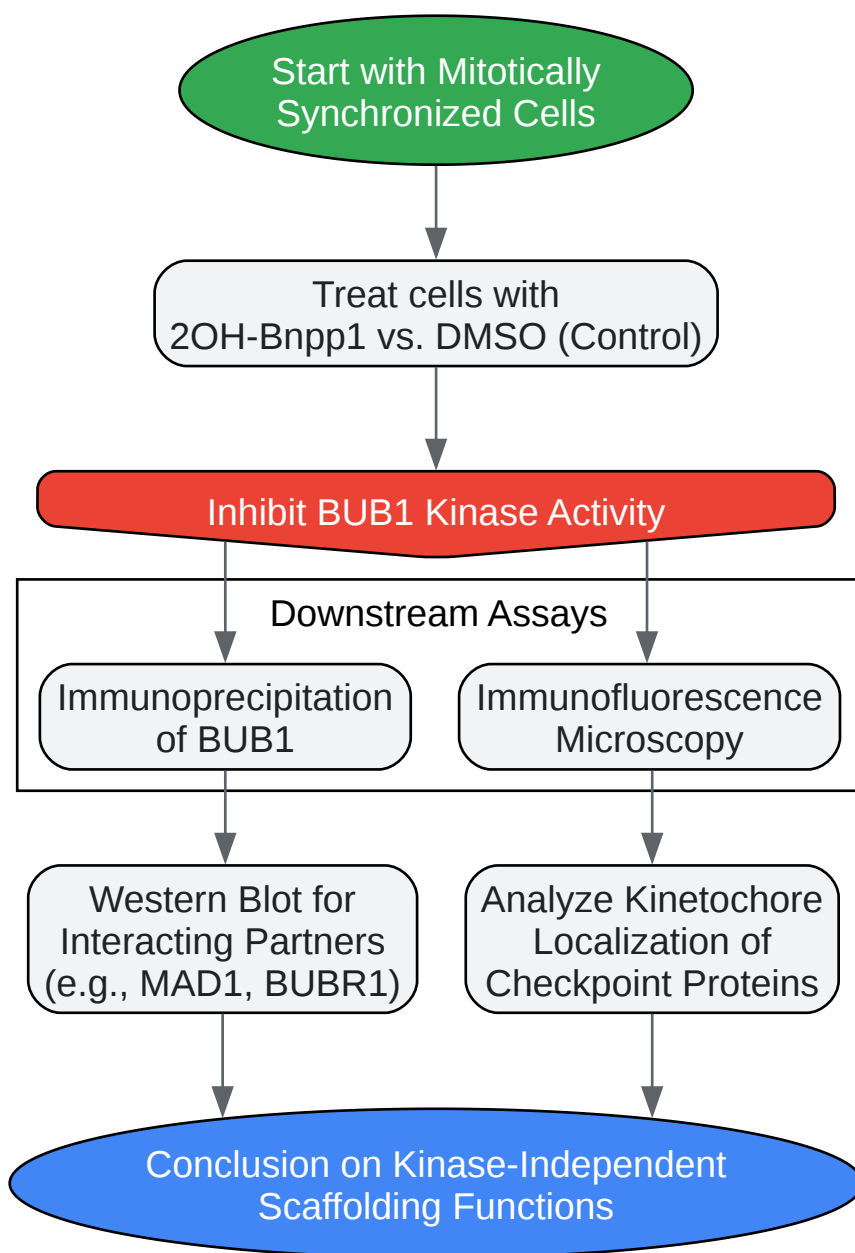 Start with Mitotically
Synchronized Cells
Treat cells with
2OH-Bnpp1 vs. DMSO (Control)
Inhibit BUB1 Kinase Activity
Downstream Assays
Immunoprecipitation
of BUB1
Immunofluorescence
Microscopy
Western Blot for
Interacting Partners
(e.g., MAD1, BUBR1)
Analyze Kinetochore
Localization of
Checkpoint Proteins
Conclusion on Kinase-Independent
Scaffolding Functions